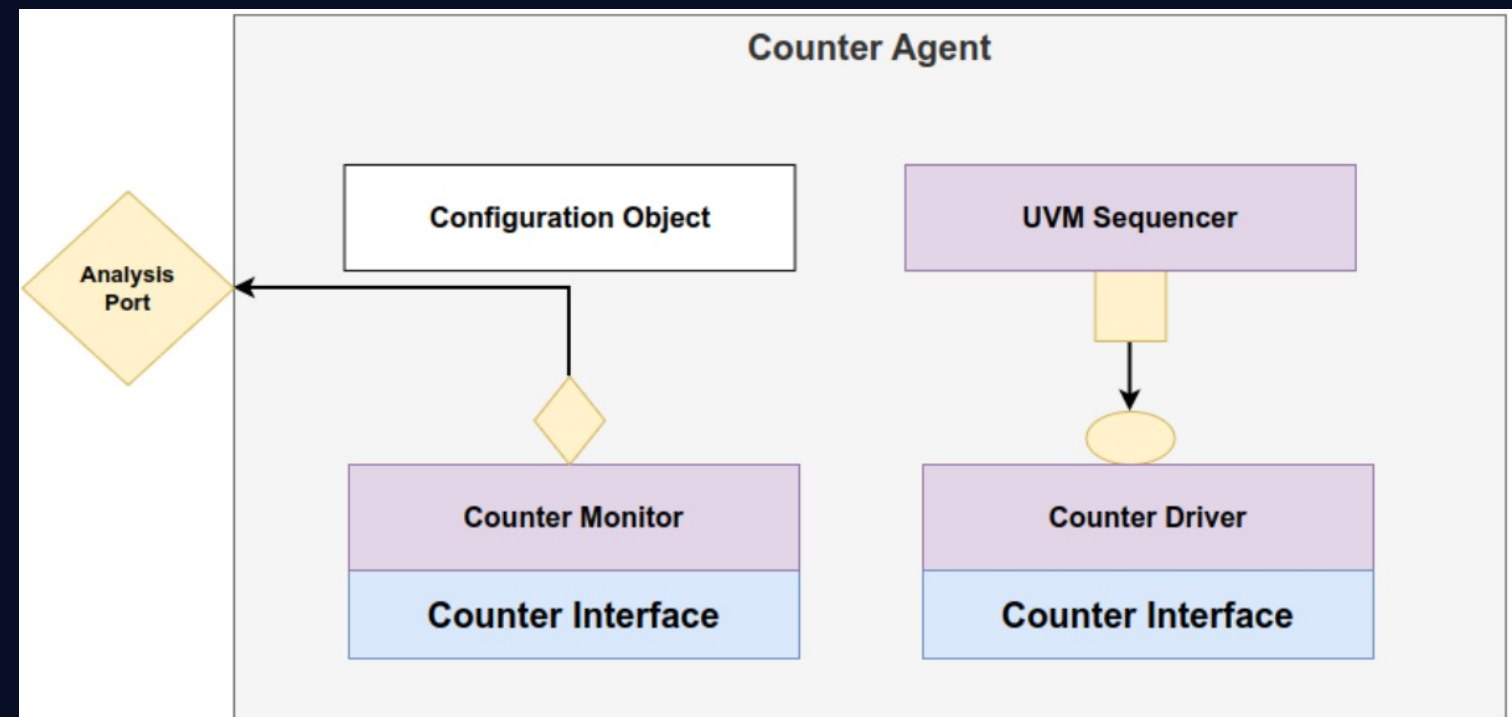 Counter Agent
Configuration Object
UVM Sequencer
Analysis
Port
Counter Monitor
Counter Driver
Counter Interface
Counter Interface